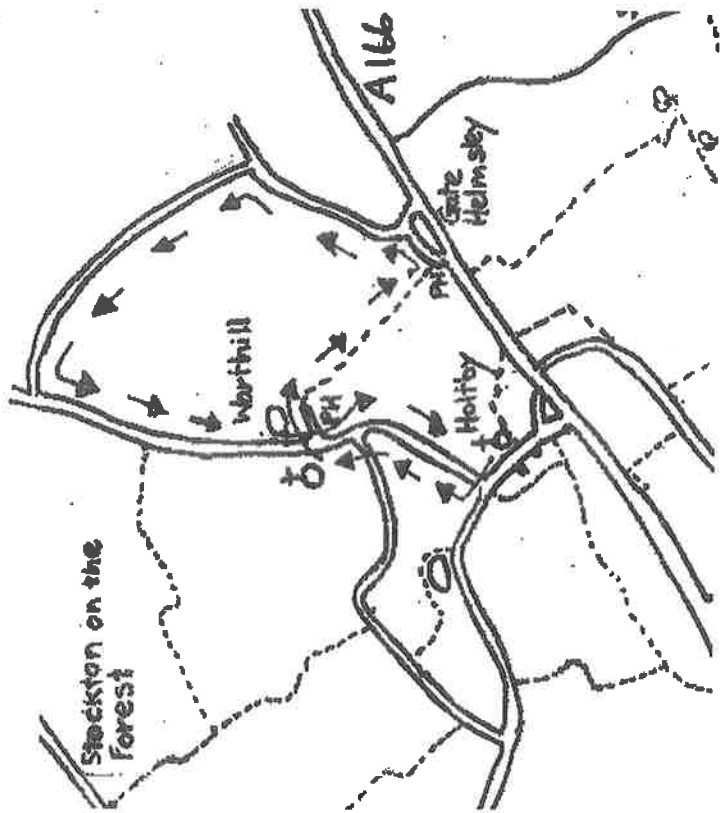 Stockton on the
Forest
Warthill
PH
Holtby
PH
Gate
Helmsley
A166